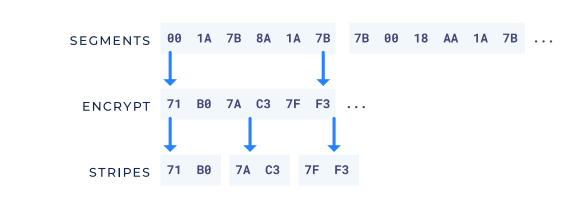 SEGMENTS 00 1A 7B 8A 1A 7B 7B 00 18 AA 1A 7B ...
ENCRYPT 71 B0 7A C3 7F F3 ...
STRIPES 71 B0 7A C3 7F F3